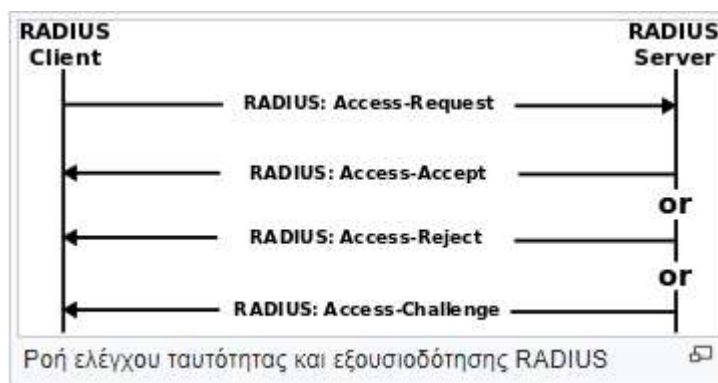 RADIUS Client
RADIUS Server
RADIUS: Access-Request
RADIUS: Access-Accept
or
RADIUS: Access-Reject
or
RADIUS: Access-Challenge
Ροή ελέγχου ταυτότητας και εξουσιοδότησης RADIUS